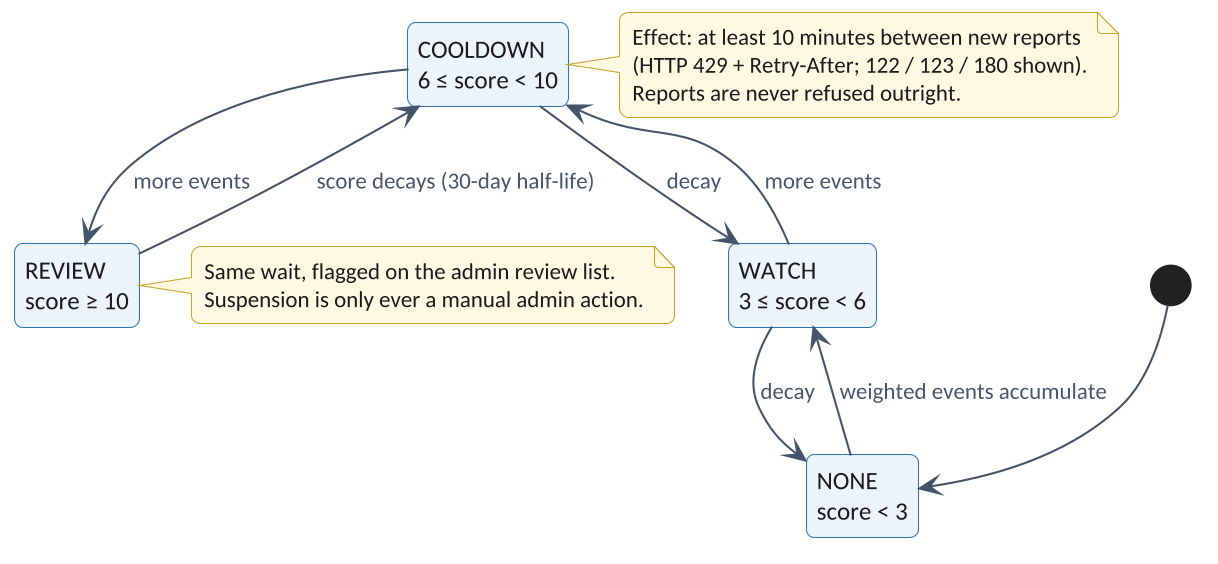 COOLDOWN
6 ≤ score < 10
Effect: at least 10 minutes between new reports
(HTTP 429 + Retry-After; 122 / 123 / 180 shown).
Reports are never refused outright.
more events
score decays (30-day half-life)
decay
more events
REVIEW
score ≥ 10
Same wait, flagged on the admin review list.
Suspension is only ever a manual admin action.
WATCH
3 ≤ score < 6
decay
weighted events accumulate
NONE
score < 3